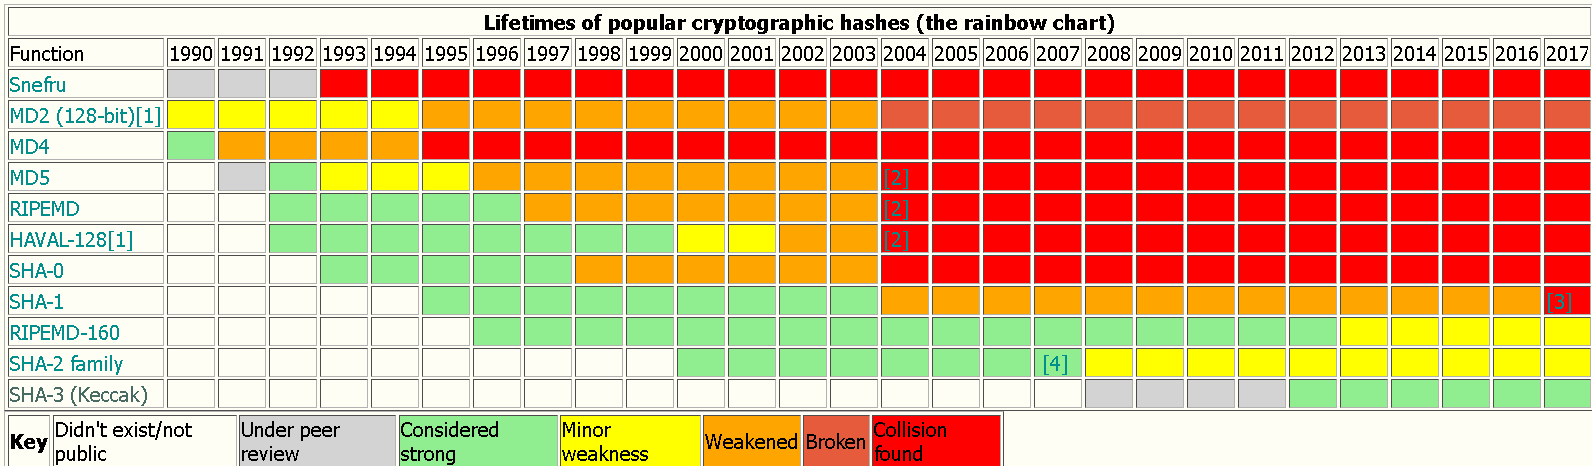 Lifetimes of popular cryptographic hashes (the rainbow chart)
Function 1990 1991 1992 1993 1994 1995 1996 1997 1998 1999 2000 2001 2002 2003 2004 2005 2006 2007 2008 2009 2010 2011 2012 2013 2014 2015 2016 2017
Snefru
MD2 (128-bit)[1]
MD4
MD5 [2]
RIPEMD [2]
HAVAL-128[1] [2]
SHA-0
SHA-1 [3]
RIPEMD-160
SHA-2 family [4]
SHA-3 (Keccak)
Key
Didn't exist/not
public
Under peer
review
Considered
strong
Minor
weakness
Weakened
Broken
Collision
found